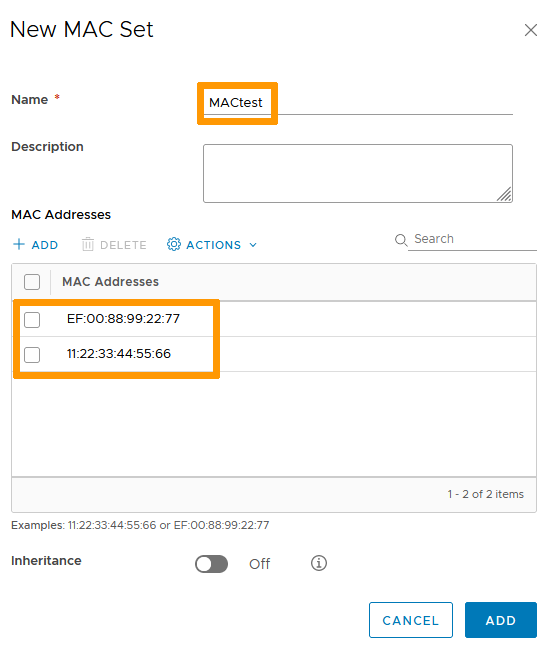 New MAC Set
Name *
MACtest
Description
MAC Addresses
ADD DELETE ACTIONS Search
MAC Addresses
EF:00:88:99:22:77
11:22:33:44:55:66
1 - 2 of 2 items
Examples: 11:22:33:44:55:66 or EF:00:88:99:22:77
Inheritance Off
CANCEL ADD